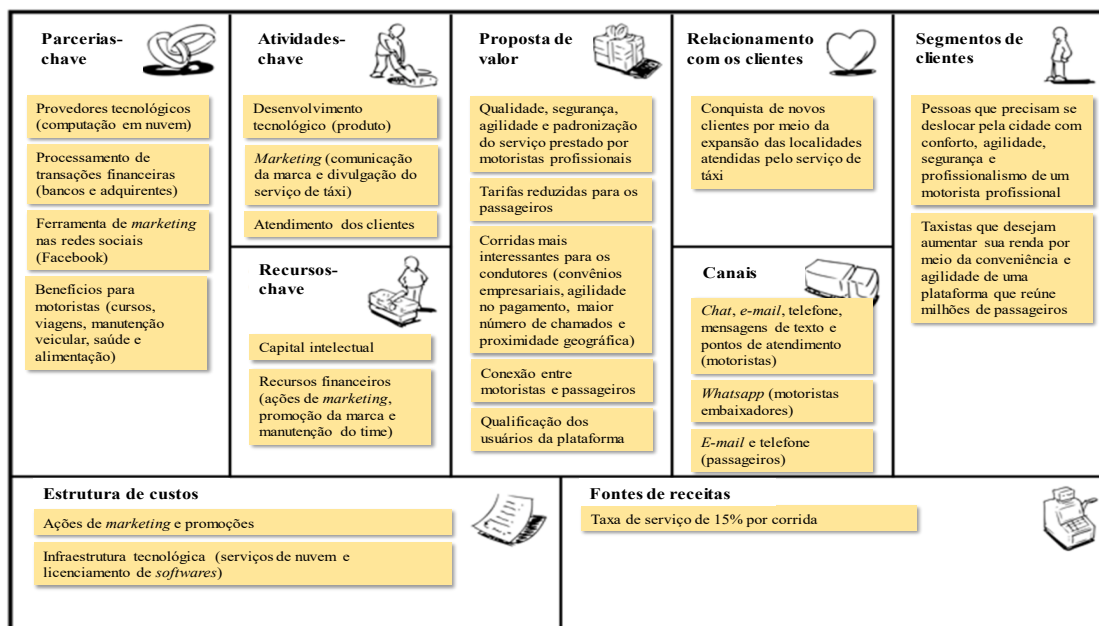 Parcerias-
chave
Provedores tecnológicos
(computação em nuvem)
Processamento de
transações financeiras
(bancos e adquirentes)
Ferramenta de marketing
nas redes sociais
(Facebook)
Benefícios para
motoristas (cursos,
viagens, manutenção
veicular, saúde e
alimentação)
Atividades-
chave
Desenvolvimento
tecnológico (produto)
Marketing (comunicação
da marca e divulgação do
serviço de táxi)
Atendimento dos clientes
Recursos-
chave
Capital intelectual
Recursos financeiros
(ações de marketing,
promoção da marca e
manutenção do time)
Proposta de
valor
Qualidade, segurança,
agilidade e padronização
do serviço prestado por
motoristas profissionais
Tarifas reduzidas para os
passageiros
Corridas mais
interessantes para os
condutores (convênios
empresariais, agilidade
no pagamento, maior
número de chamados e
proximidade geográfica)
Conexão entre
motoristas e passageiros
Qualificação dos
usuários da plataforma
Relacionamento
com os clientes
Conquista de novos
clientes por meio da
expansão das localidades
atendidas pelo serviço de
táxi
Canais
Chat, e-mail, telefone,
mensagens de texto e
pontos de atendimento
(motoristas)
Whatsapp (motoristas
embaixadores)
E-mail e telefone
(passageiros)
Segmentos de
clientes
Pessoas que precisam se
deslocar pela cidade com
conforto, agilidade,
segurança e
profissionalismo de um
motorista profissional
Taxistas que desejam
aumentar sua renda por
meio da conveniência e
agilidade de uma
plataforma que reúne
milhões de passageiros
Estrutura de custos
Ações de marketing e promoções
Infraestrutura tecnológica (serviços de nuvem e
licenciamento de softwares)
Fontes de receitas
Taxa de serviço de 15% por corrida